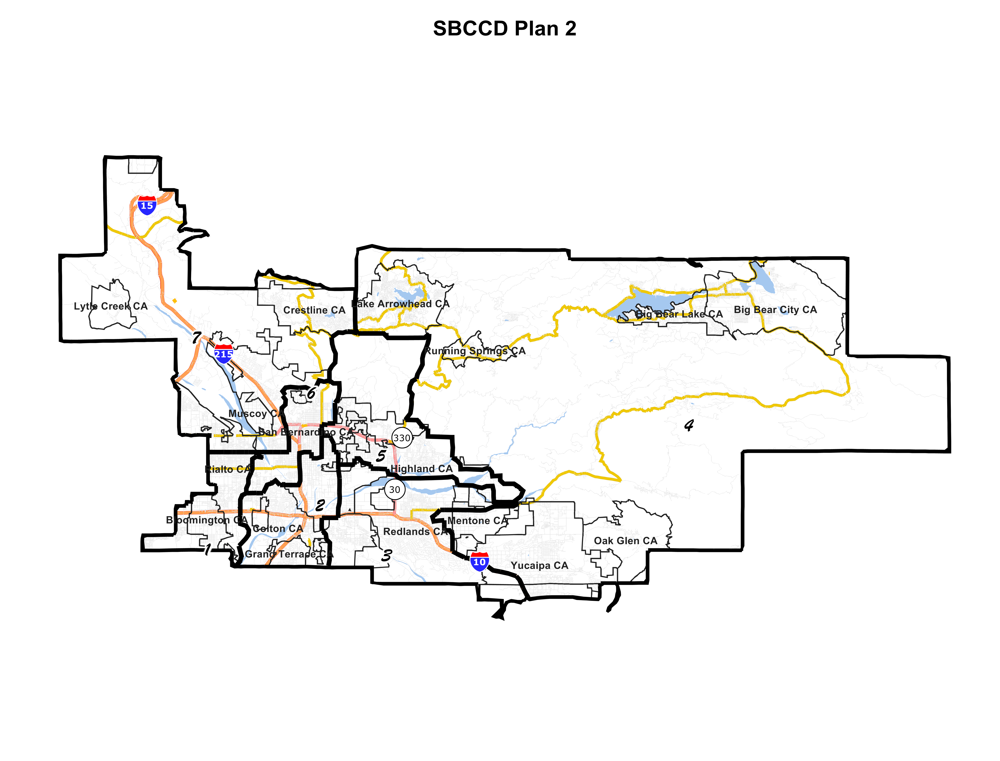 SBCCD Plan 2
15
Lytle Creek CA
Crestline CA
Lake Arrowhead CA
Big Bear Lake CA
Big Bear City CA
7
215
Running Springs CA
6
Muscoy CA
San Bernardino CA
330
4
5
Rialto CA
Highland CA
30
2
Bloomington CA
Colton CA
Redlands CA
Mentone CA
Oak Glen CA
1
Grand Terrace CA
3
10
Yucaipa CA